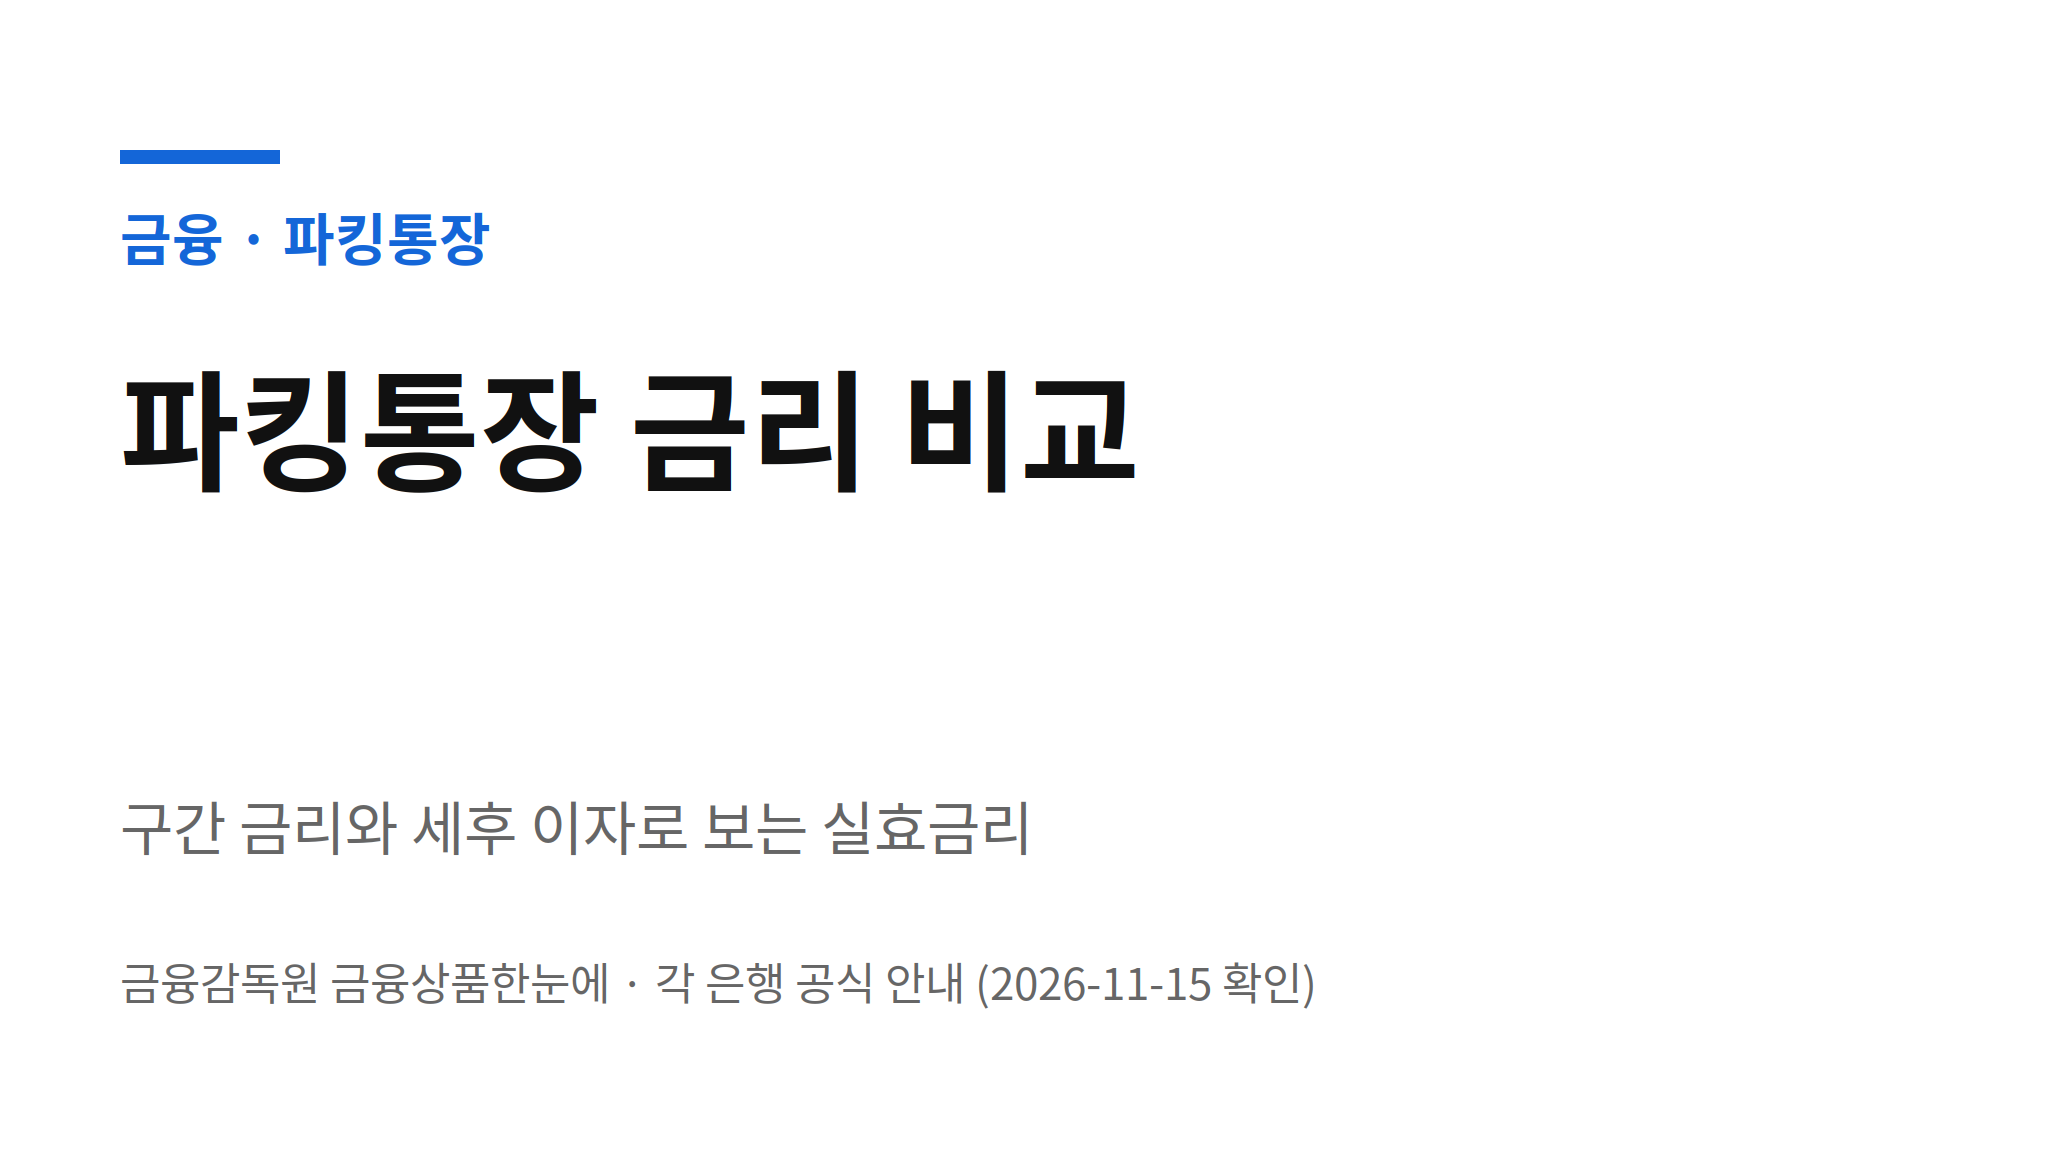 금융 · 파킹통장
파킹통장 금리 비교
구간 금리와 세후 이자로 보는 실효금리
금융감독원 금융상품한눈에 · 각 은행 공식 안내 (2026-11-15 확인)